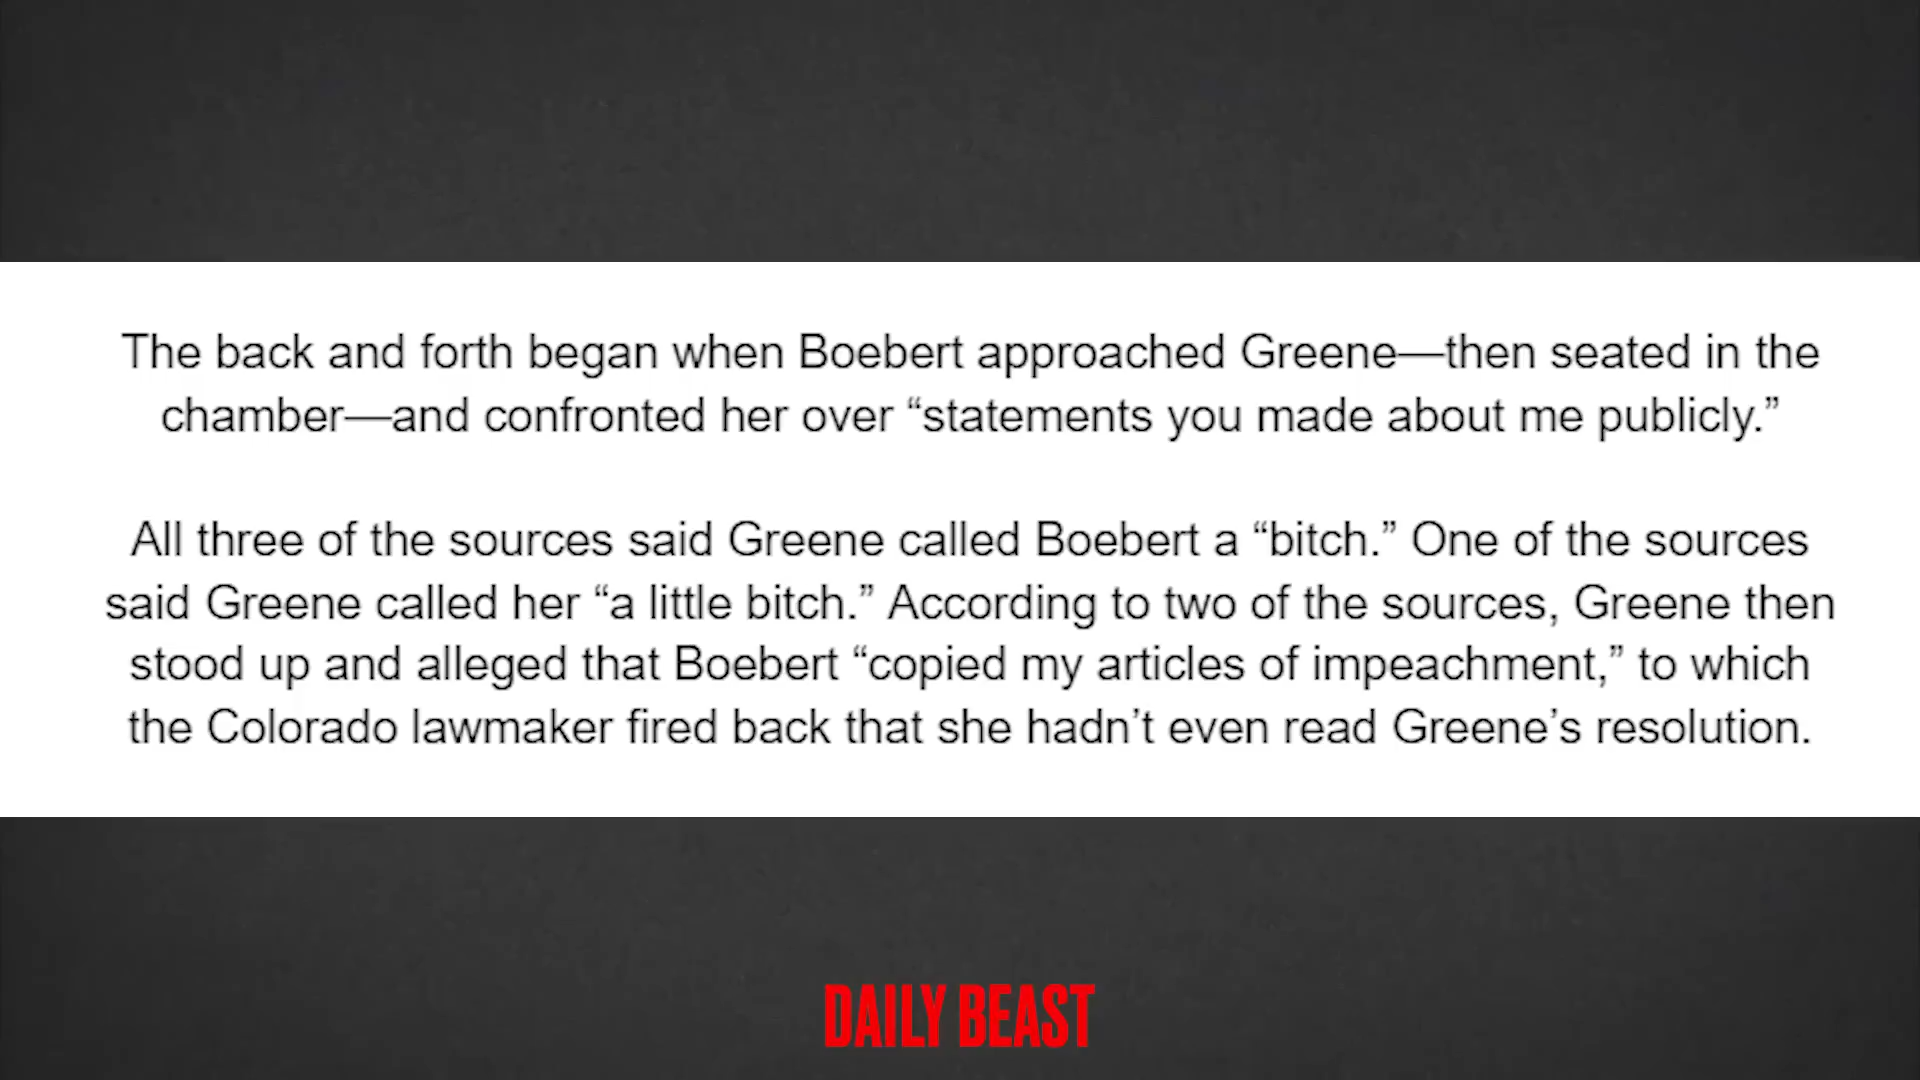 The back and forth began when Boebert approached Greene—then seated in the
chamber—and confronted her over “statements you made about me publicly.”
All three of the sources said Greene called Boebert a “bitch.” One of the sources
said Greene called her “a little bitch.” According to two of the sources, Greene then
stood up and alleged that Boebert “copied my articles of impeachment,” to which
the Colorado lawmaker fired back that she hadn’t even read Greene’s resolution.
DAILY BEAST